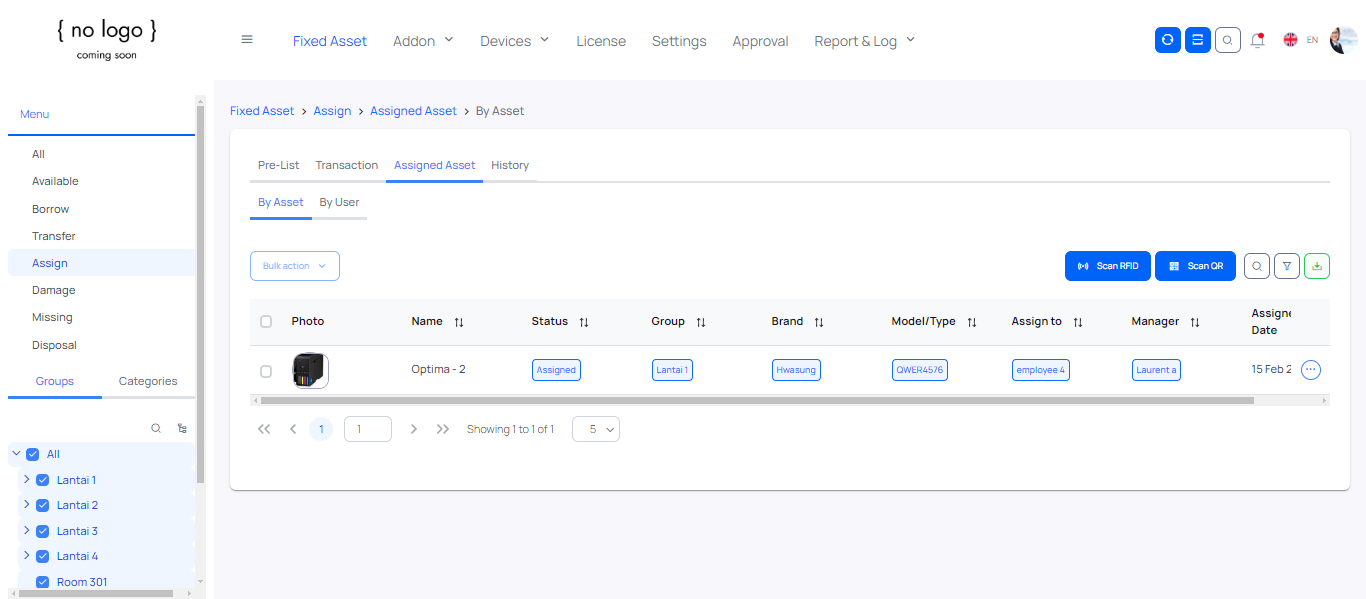 { no logo }
coming soon
Fixed Asset Addon Devices License Settings Approval Report & Log EN
Menu
All
Available
Borrow
Transfer
Assign
Damage
Missing
Disposal
Groups Categories
All
Lantai 1
Lantai 2
Lantai 3
Lantai 4
Room 301
Fixed Asset > Assign > Assigned Asset > By Asset
Pre-List Transaction Assigned Asset History
By Asset By User
Bulk action Scan RFID Scan QR
Photo Name Status Group Brand Model/Type Assign to Manager Assigne
Date
Optima - 2 Assigned Lantai 1 Hwasung QWER4576 employee 4 Laurent a 15 Feb 2
1 1 Showing 1 to 1 of 1 5